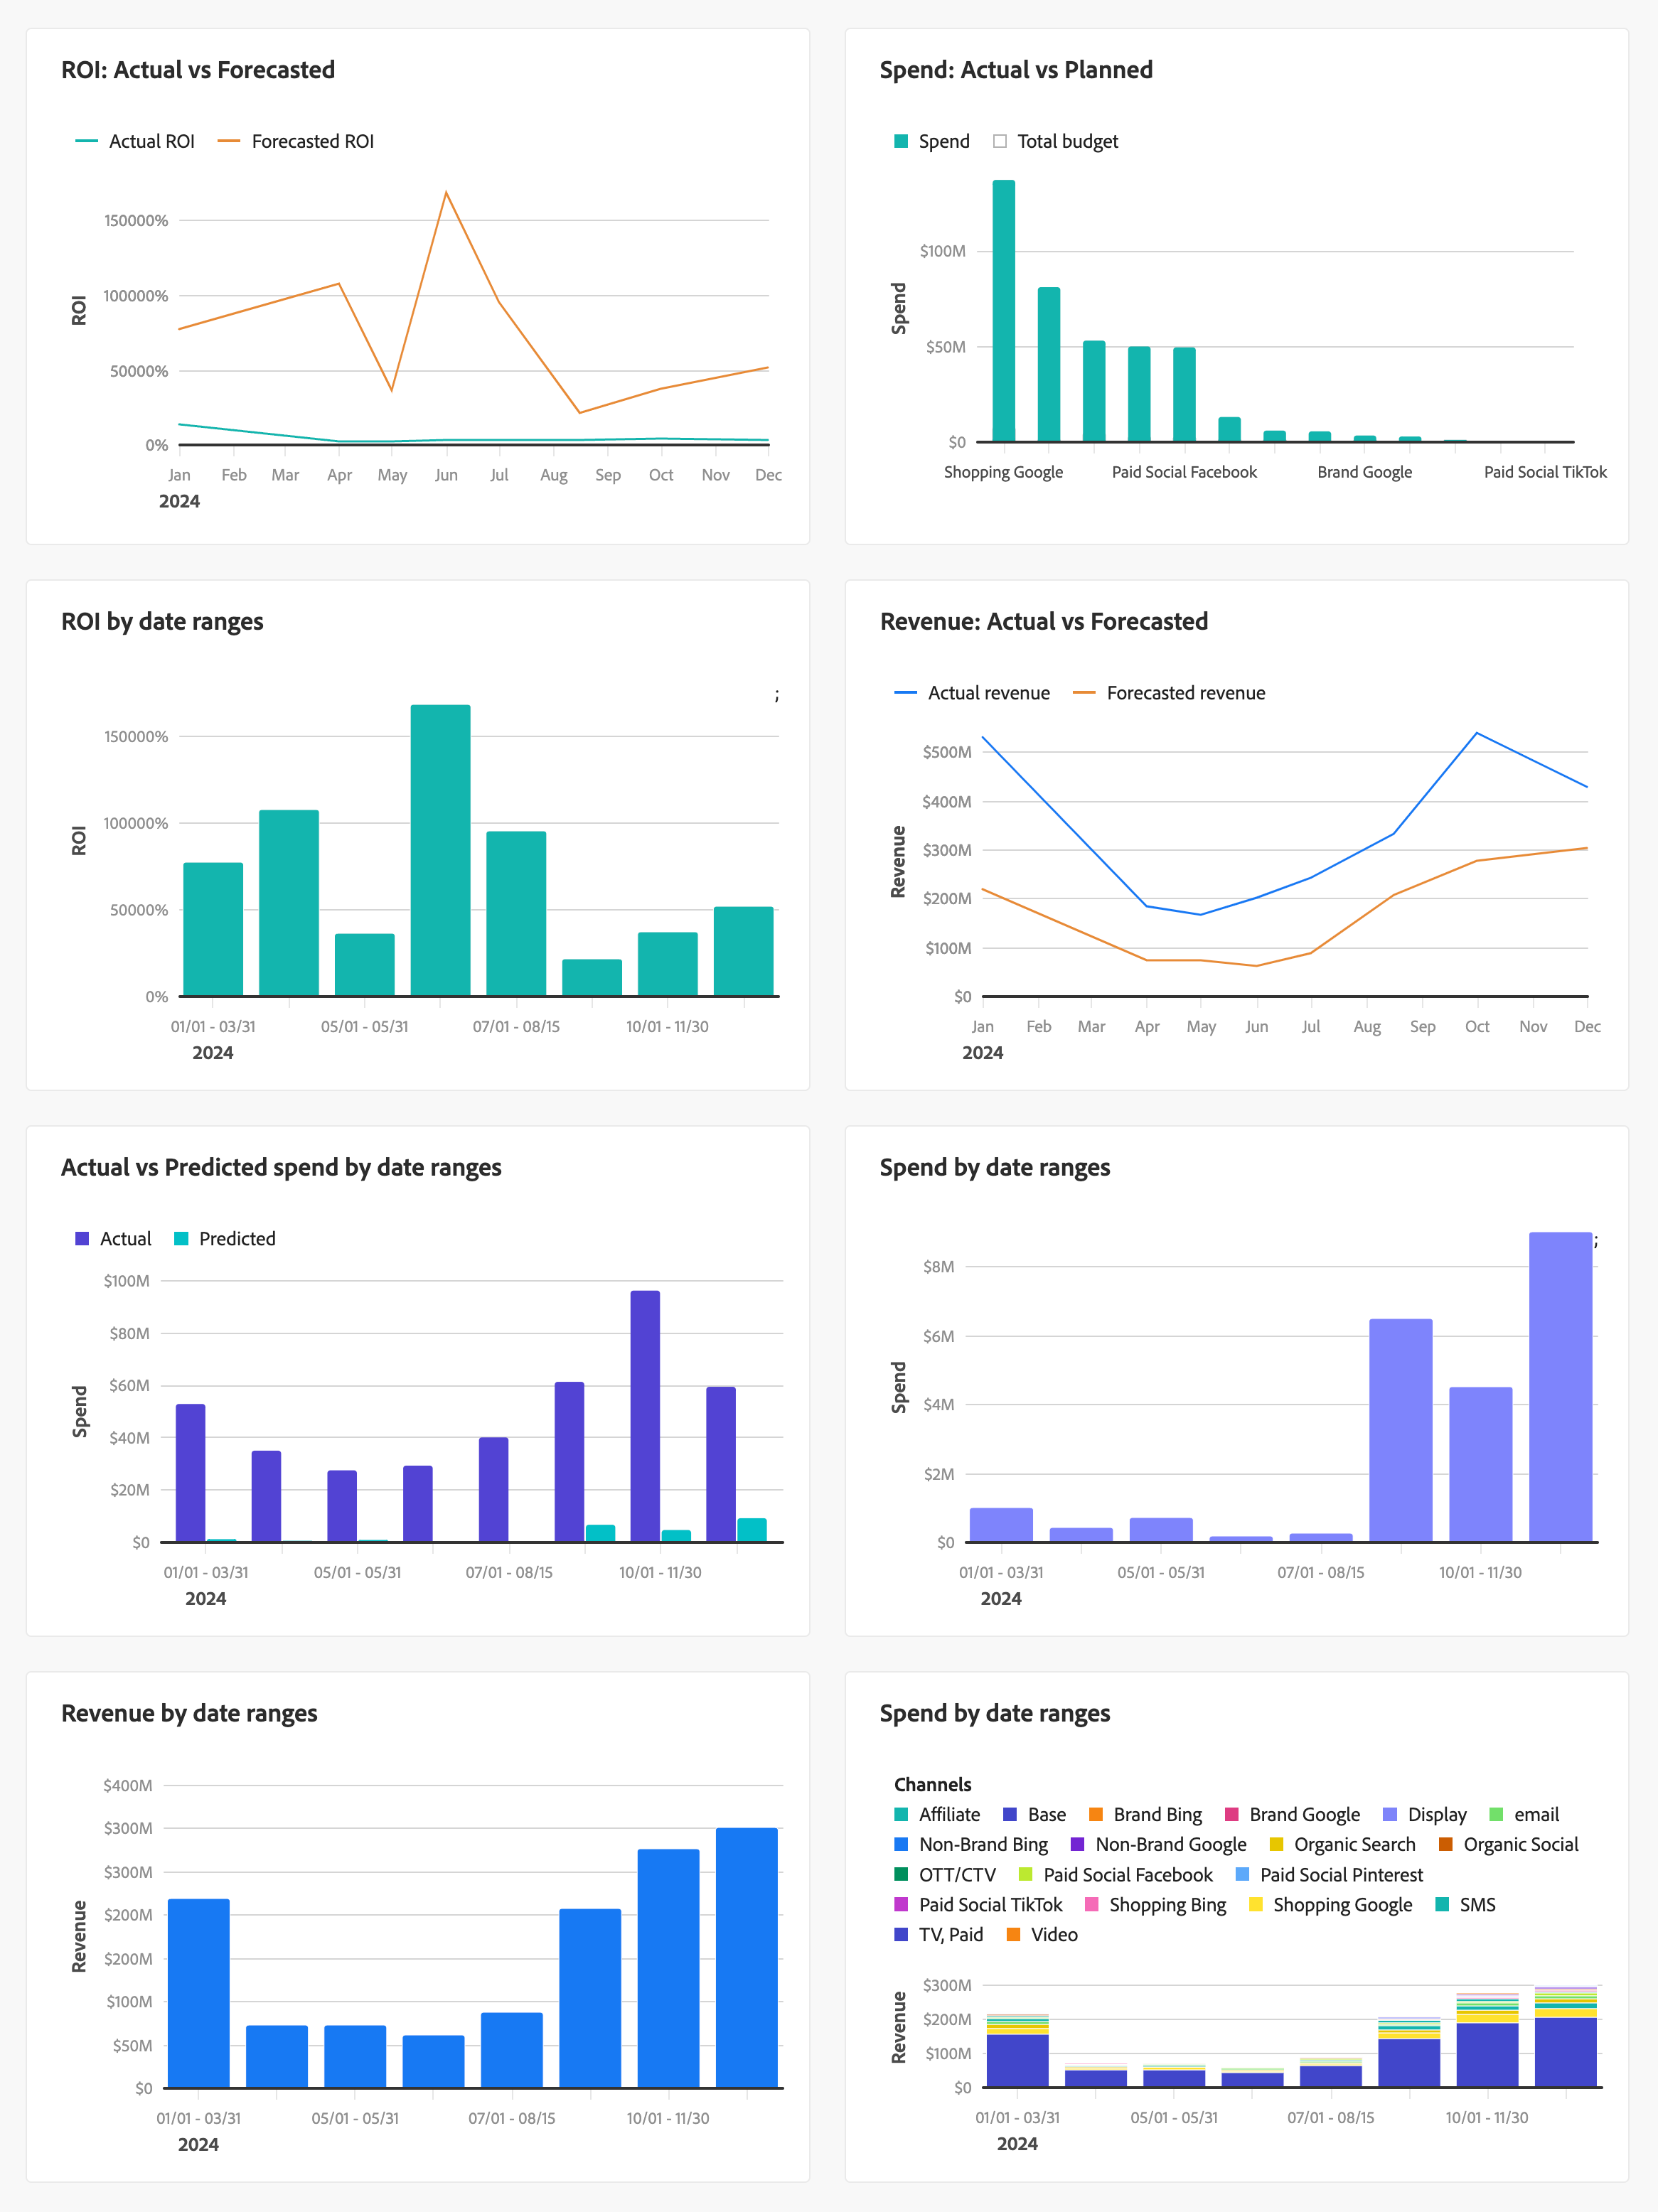 ROI: Actual vs Forecasted
Actual ROI Forecasted ROI
150000%
100000%
50000%
0%
ROI
Jan Feb Mar Apr May Jun Jul Aug Sep Oct Nov Dec
2024
Spend: Actual vs Planned
Spend Total budget
$100M
$50M
$0
Spend
Shopping Google Paid Social Facebook Brand Google Paid Social TikTok
ROI by date ranges
;
150000%
100000%
50000%
0%
ROI
01/01 - 03/31 05/01 - 05/31 07/01 - 08/15 10/01 - 11/30
2024
Revenue: Actual vs Forecasted
Actual revenue Forecasted revenue
$500M
$400M
$300M
$200M
$100M
$0
Revenue
Jan Feb Mar Apr May Jun Jul Aug Sep Oct Nov Dec
2024
Actual vs Predicted spend by date ranges
Actual Predicted
$100M
$80M
$60M
$40M
$20M
$0
Spend
01/01 - 03/31 05/01 - 05/31 07/01 - 08/15 10/01 - 11/30
2024
Spend by date ranges
;
$8M
$6M
$4M
$2M
$0
Spend
01/01 - 03/31 05/01 - 05/31 07/01 - 08/15 10/01 - 11/30
2024
Revenue by date ranges
$400M
$300M
$300M
$200M
$200M
$100M
$50M
$0
Revenue
01/01 - 03/31 05/01 - 05/31 07/01 - 08/15 10/01 - 11/30
2024
Spend by date ranges
Channels
Affiliate Base Brand Bing Brand Google Display email
Non-Brand Bing Non-Brand Google Organic Search Organic Social
OTT/CTV Paid Social Facebook Paid Social Pinterest
Paid Social TikTok Shopping Bing Shopping Google SMS
TV, Paid Video
$300M
$200M
$100M
$0
Revenue
01/01 - 03/31 05/01 - 05/31 07/01 - 08/15 10/01 - 11/30
2024